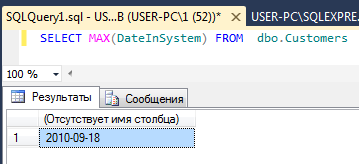 SQLQuery1.sql - US...B (USER-PC\1 (52))* USER-PC\SQLEXPRE.
SELECT MAX(DateInSystem) FROM dbo.Customers
100 %
Результаты Сообщения
(Отсутствует имя столбца)
1 2010-09-18